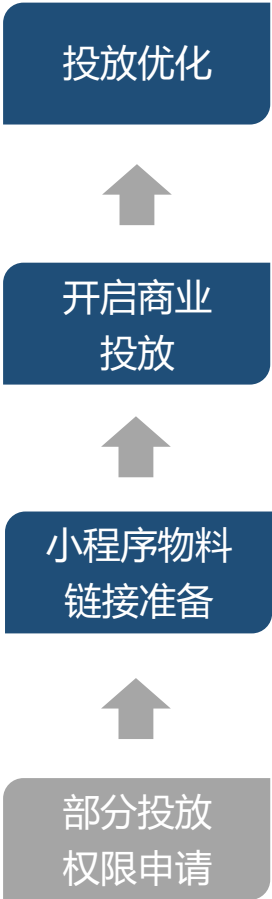 投放优化
开启商业
投放
小程序物料
链接准备
部分投放
权限申请